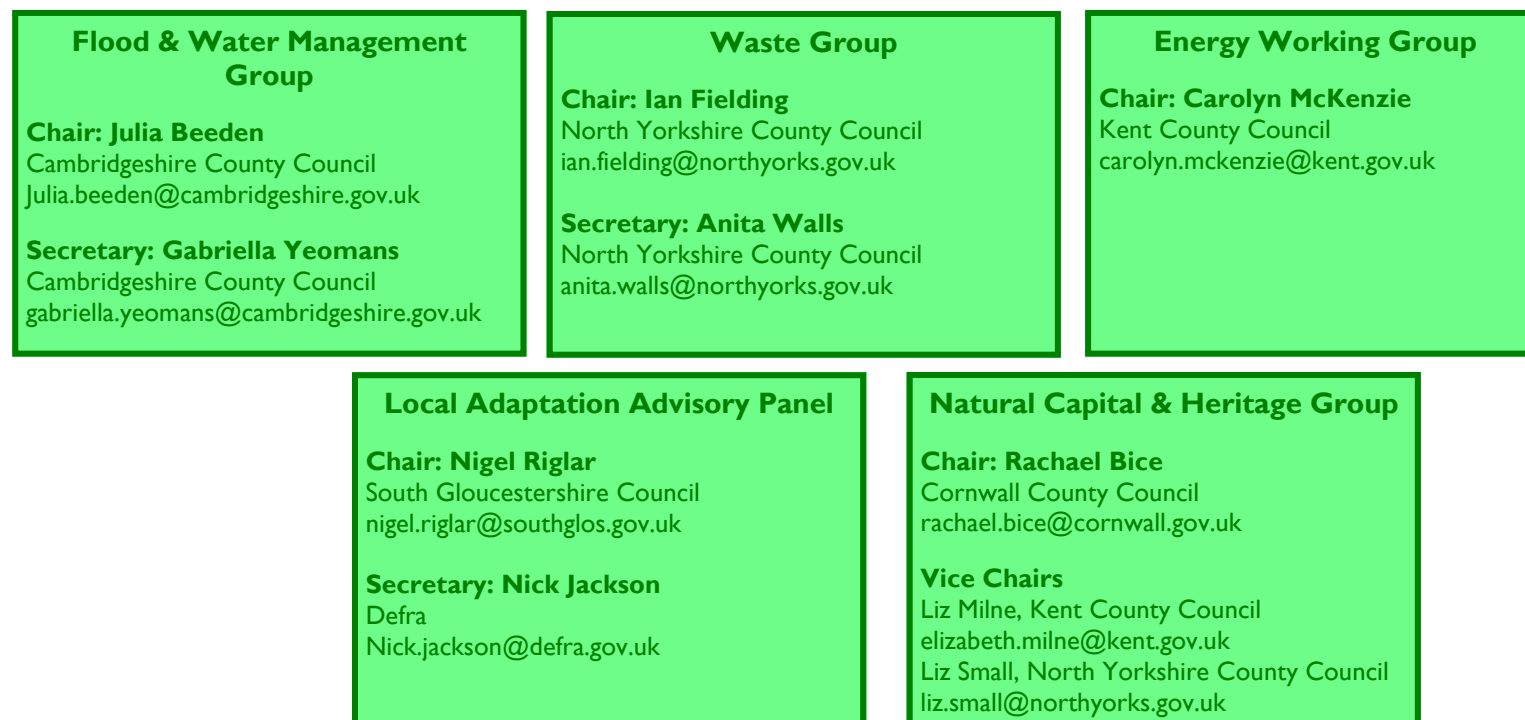 Flood & Water Management
Group
Chair: Julia Beeden
Cambridgeshire County Council
Julia.beeden@cambridgeshire.gov.uk
Secretary: Gabriella Yeomans
Cambridgeshire County Council
gabriella.yeomans@cambridgeshire.gov.uk
Waste Group
Chair: Ian Fielding
North Yorkshire County Council
ian.fielding@northyorks.gov.uk
Secretary: Anita Walls
North Yorkshire County Council
anita.walls@northyorks.gov.uk
Energy Working Group
Chair: Carolyn McKenzie
Kent County Council
carolyn.mckenzie@kent.gov.uk
Local Adaptation Advisory Panel
Chair: Nigel Riglar
South Gloucestershire Council
nigel.riglar@southglos.gov.uk
Secretary: Nick Jackson
Defra
Nick.jackson@defra.gov.uk
Natural Capital & Heritage Group
Chair: Rachael Bice
Cornwall County Council
rachael.bice@cornwall.gov.uk
Vice Chairs
Liz Milne, Kent County Council
elizabeth.milne@kent.gov.uk
Liz Small, North Yorkshire County Council
liz.small@northyorks.gov.uk